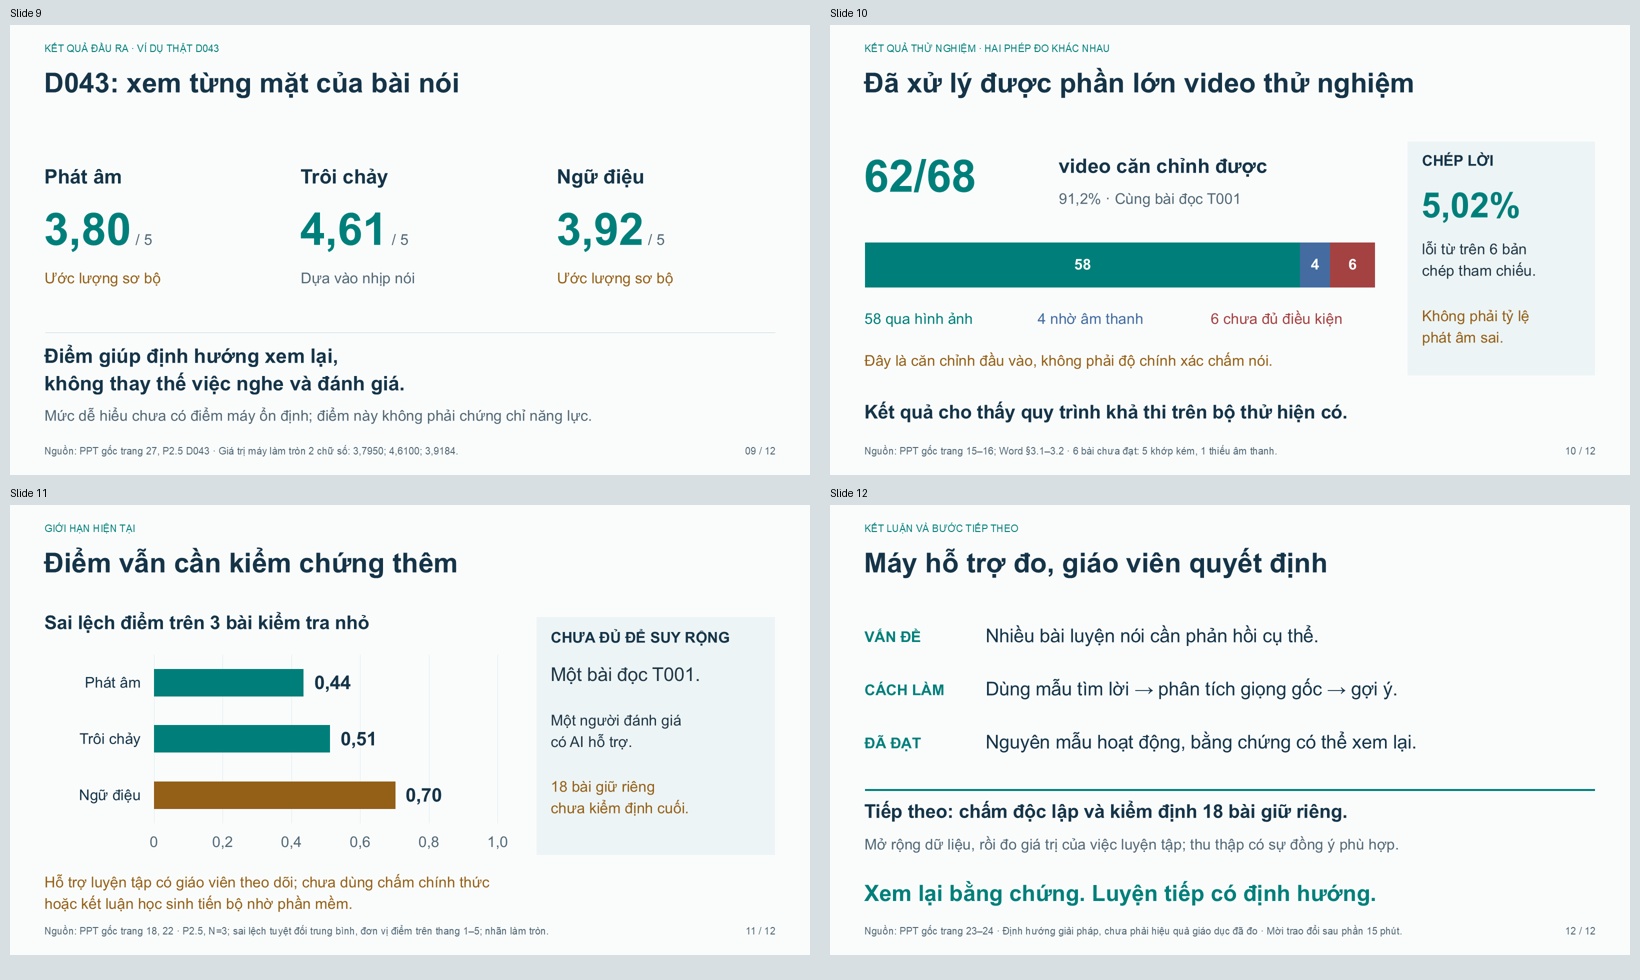 Slide 9
KẾT QUẢ ĐẦU RA · VÍ DỤ THẬT D043
D043: xem từng mặt của bài nói
Phát âm
3,80 / 5
Ước lượng sơ bộ
Trôi chảy
4,61 / 5
Dựa vào nhịp nói
Ngữ điệu
3,92 / 5
Ước lượng sơ bộ
Điểm giúp định hướng xem lại,
không thay thế việc nghe và đánh giá.
Mức dễ hiểu chưa có điểm máy ổn định; điểm này không phải chứng chỉ năng lực.
Nguồn: PPT gốc trang 27, P2.5 D043 · Giá trị máy làm tròn 2 chữ số: 3,7950; 4,6100; 3,9184.
09 / 12
Slide 10
KẾT QUẢ THỬ NGHIỆM · HAI PHÉP ĐO KHÁC NHAU
Đã xử lý được phần lớn video thử nghiệm
62/68
video căn chỉnh được
91,2% · Cùng bài đọc T001
58
4
6
58 qua hình ảnh
4 nhờ âm thanh
6 chưa đủ điều kiện
Đây là căn chỉnh đầu vào, không phải độ chính xác chấm nói.
CHÉP LỜI
5,02%
lỗi từ trên 6 bản
chép tham chiếu.
Không phải tỷ lệ
phát âm sai.
Kết quả cho thấy quy trình khả thi trên bộ thử hiện có.
Nguồn: PPT gốc trang 15–16; Word §3.1–3.2 · 6 bài chưa đạt: 5 khớp kém, 1 thiếu âm thanh.
10 / 12
Slide 11
GIỚI HẠN HIỆN TẠI
Điểm vẫn cần kiểm chứng thêm
Sai lệch điểm trên 3 bài kiểm tra nhỏ
Phát âm
0,44
Trôi chảy
0,51
Ngữ điệu
0,70
0
0,2
0,4
0,6
0,8
1,0
CHƯA ĐỦ ĐỂ SUY RỘNG
Một bài đọc T001.
Một người đánh giá
có AI hỗ trợ.
18 bài giữ riêng
chưa kiểm định cuối.
Hỗ trợ luyện tập có giáo viên theo dõi; chưa dùng chấm chính thức
hoặc kết luận học sinh tiến bộ nhờ phần mềm.
Nguồn: PPT gốc trang 18, 22 · P2.5, N=3; sai lệch tuyệt đối trung bình, đơn vị điểm trên thang 1–5; nhãn làm tròn.
11 / 12
Slide 12
KẾT LUẬN VÀ BƯỚC TIẾP THEO
Máy hỗ trợ đo, giáo viên quyết định
VẤN ĐỀ
Nhiều bài luyện nói cần phản hồi cụ thể.
CÁCH LÀM
Dùng mẫu tìm lời → phân tích giọng gốc → gợi ý.
ĐÃ ĐẠT
Nguyên mẫu hoạt động, bằng chứng có thể xem lại.
Tiếp theo: chấm độc lập và kiểm định 18 bài giữ riêng.
Mở rộng dữ liệu, rồi đo giá trị của việc luyện tập; thu thập có sự đồng ý phù hợp.
Xem lại bằng chứng. Luyện tiếp có định hướng.
Nguồn: PPT gốc trang 23–24 · Định hướng giải pháp, chưa phải hiệu quả giáo dục đã đo · Mời trao đổi sau phần 15 phút.
12 / 12